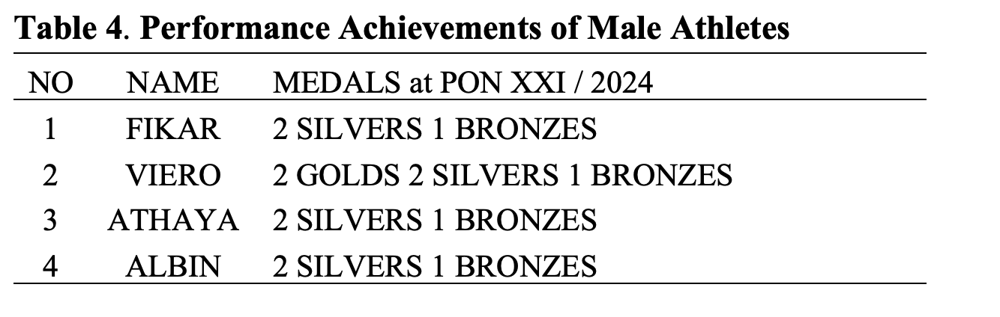 Table 4. Performance Achievements of Male Athletes
NO NAME MEDALS at PON XXI / 2024
1 FIKAR 2 SILVERS 1 BRONZES
2 VIERO 2 GOLDS 2 SILVERS 1 BRONZES
3 ATHAYA 2 SILVERS 1 BRONZES
4 ALBIN 2 SILVERS 1 BRONZES